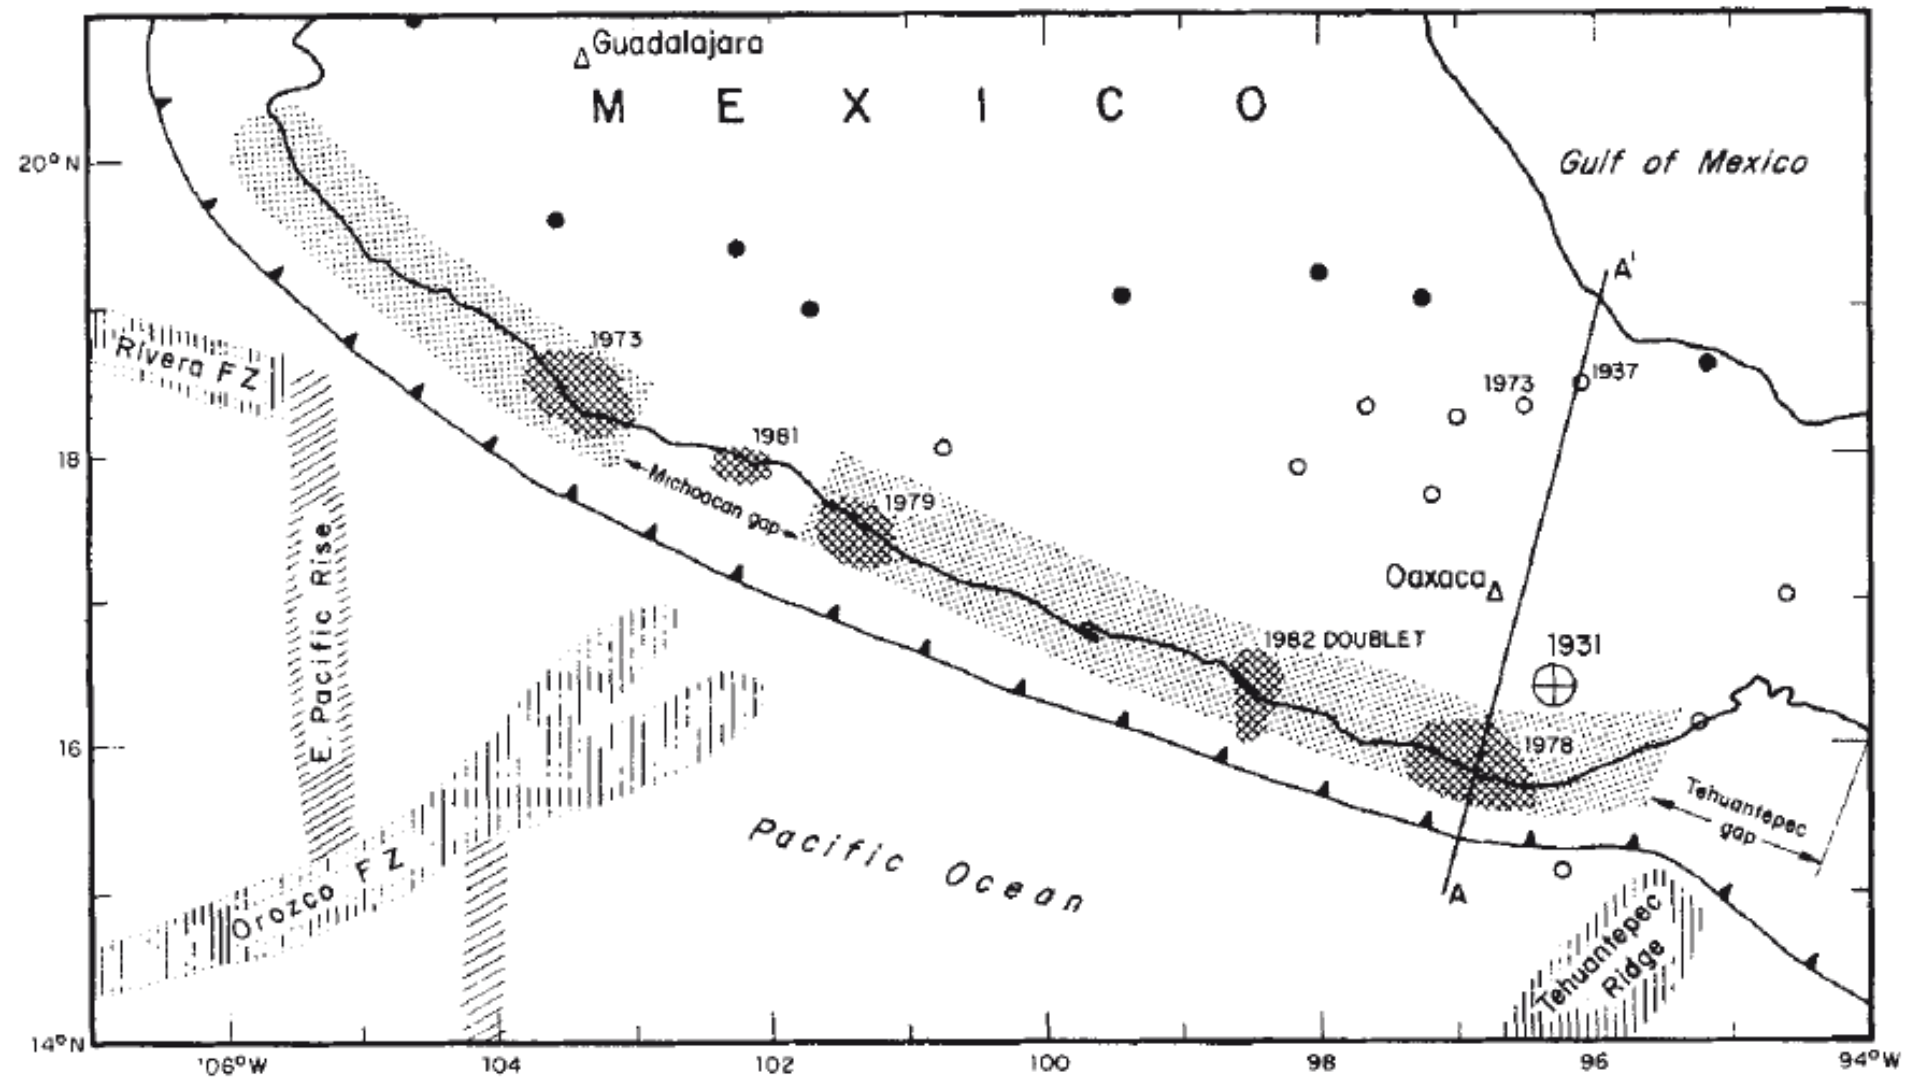 Guadalajara
M E X I C O
20° N
Gulf of Mexico
A'
Rivera FZ
1973
1973
1937
1981
18
Michoacan gap
1979
E. Pacific Rise
Oaxaca
1982 DOUBLET
1931
16
1978
Tehuantepec
gap
Pacific Ocean
Orozco FZ
A
Tehuantepec
Ridge
14° N
106° W
104
102
100
98
96
94° W